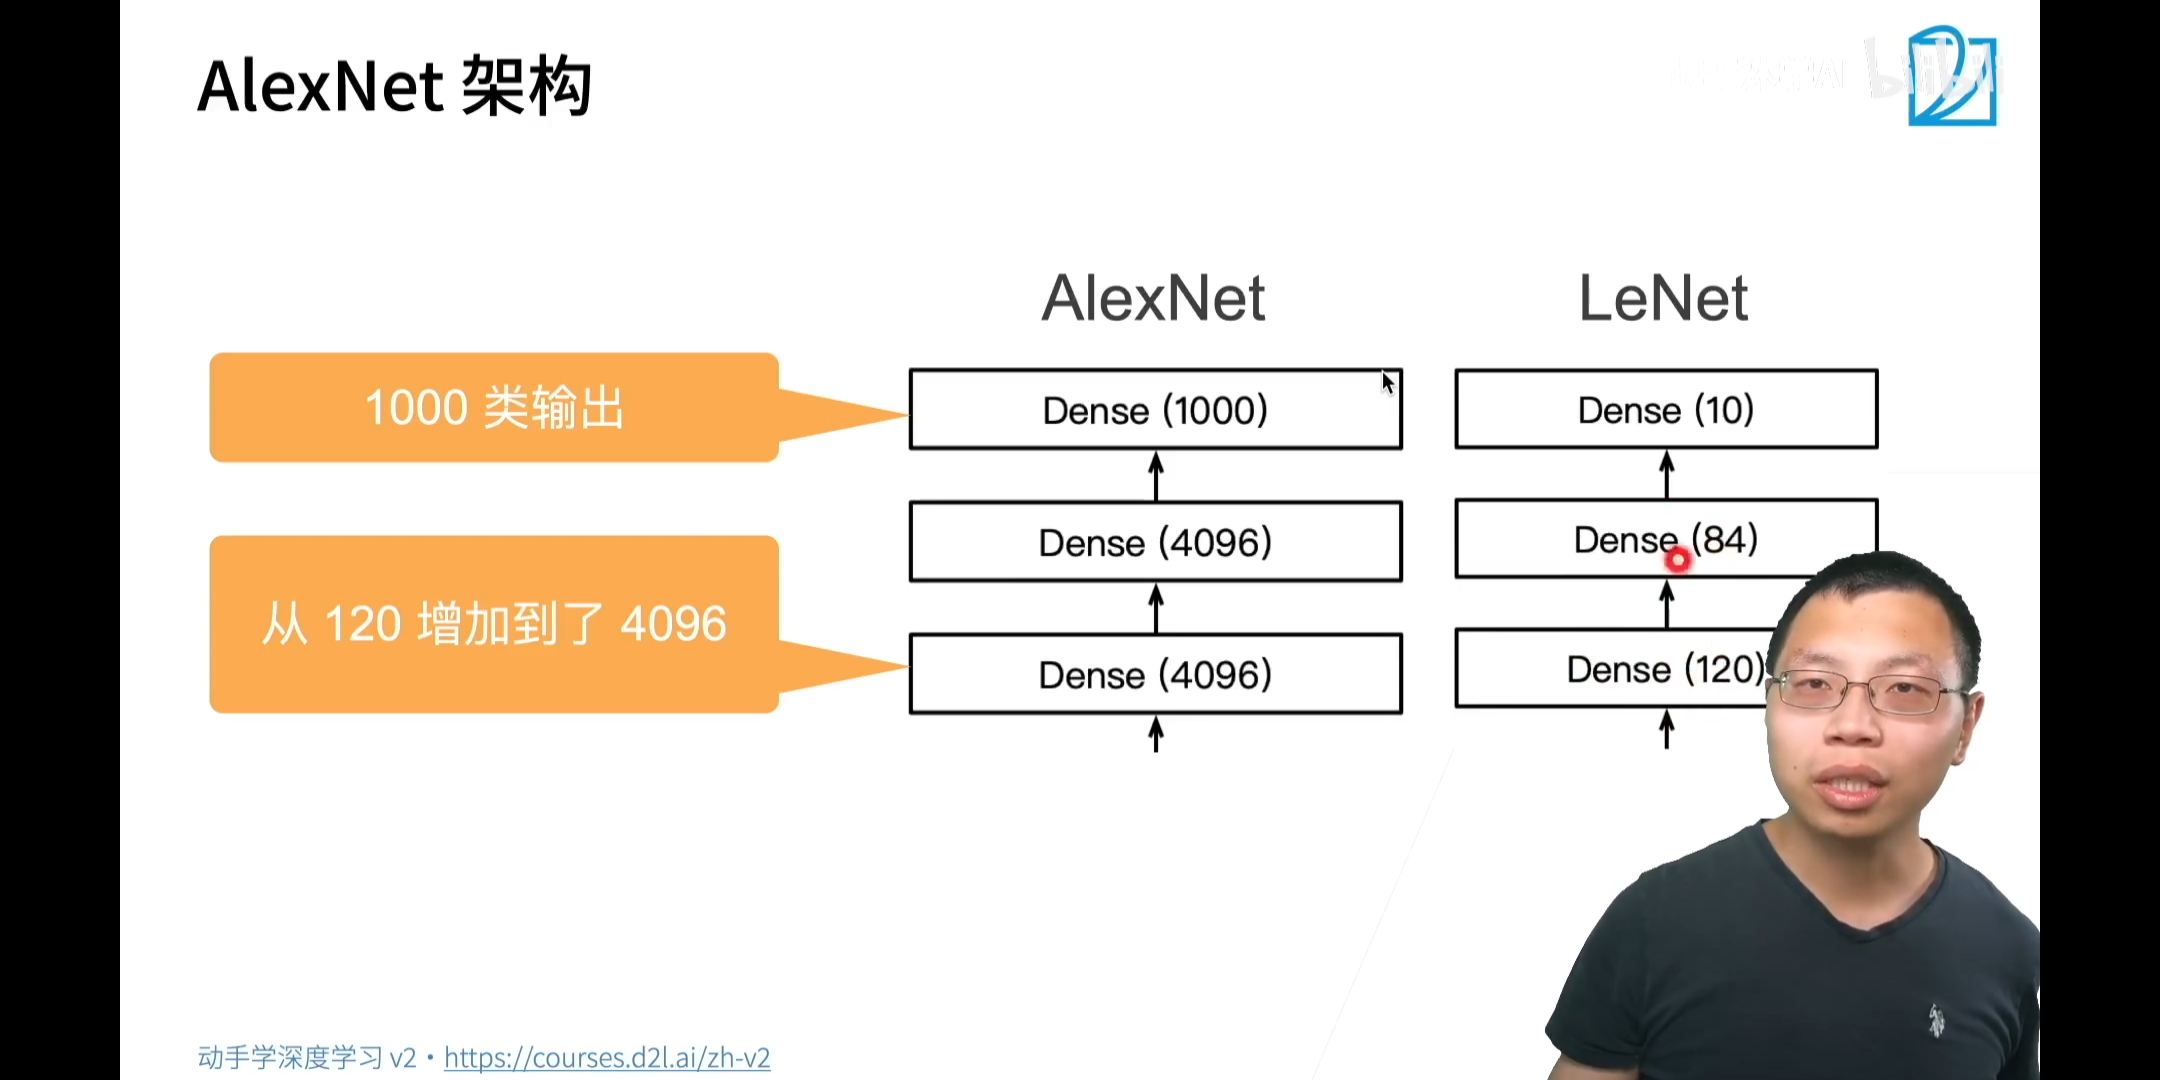 AlexNet 架构
bilibili
AlexNet
LeNet
1000 类输出
Dense (1000)
Dense (10)
Dense (4096)
Dense (84)
从 120 增加到了 4096
Dense (4096)
Dense (120)
动手学深度学习 v2 · https://courses.d2l.ai/zh-v2